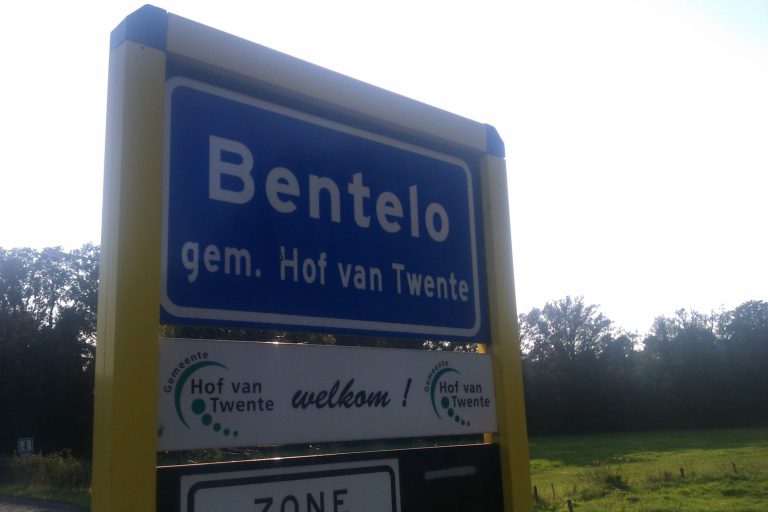 Bentelo
gem. Hof van Twente
Gemeente
Hof van
Twente
welkom !
Gemeente
Hof van
Twente
ZONE